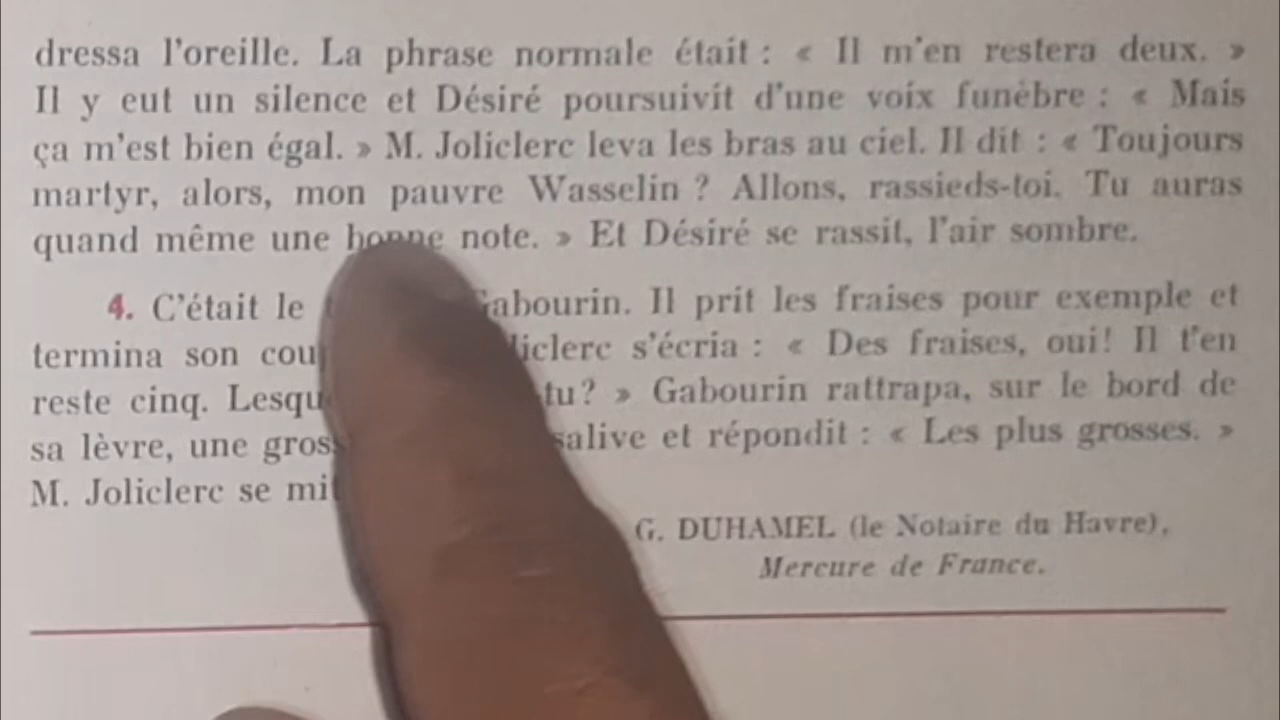 dressa l'oreille. La phrase normale était : « Il m'en restera deux. »
Il y eut un silence et Désiré poursuivit d'une voix funèbre : « Mais
ça m'est bien égal. » M. Joliclerc leva les bras au ciel. Il dit : « Toujours
martyr, alors, mon pauvre Wasselin ? Allons, rassieds-toi. Tu auras
quand même une bonne note. » Et Désiré se rassit, l'air sombre.
4. C'était le Gabourin. Il prit les fraises pour exemple et
termina son s'écria : « Des fraises, oui! Il t'en
reste cinq. tu? » Gabourin rattrapa, sur le bord de
sa lèvre, une salive et répondit : « Les plus grosses. »
M. Joliclerc se mit
G. DUHAMEL (le Notaire du Havre),
Mercure de France.